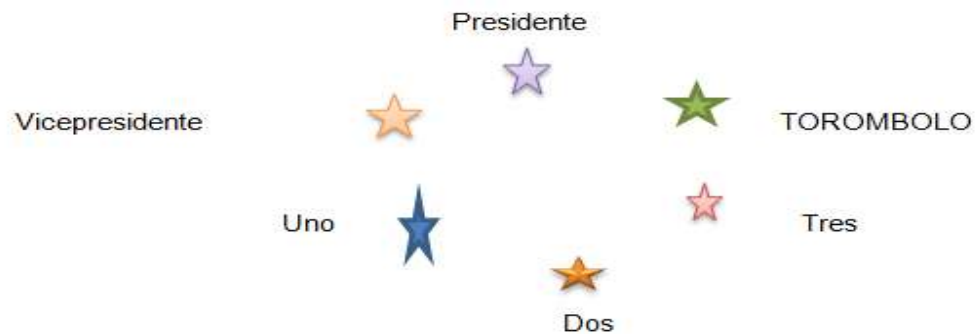 Presidente
Vicepresidente
TOROMBOLO
Uno
Tres
Dos